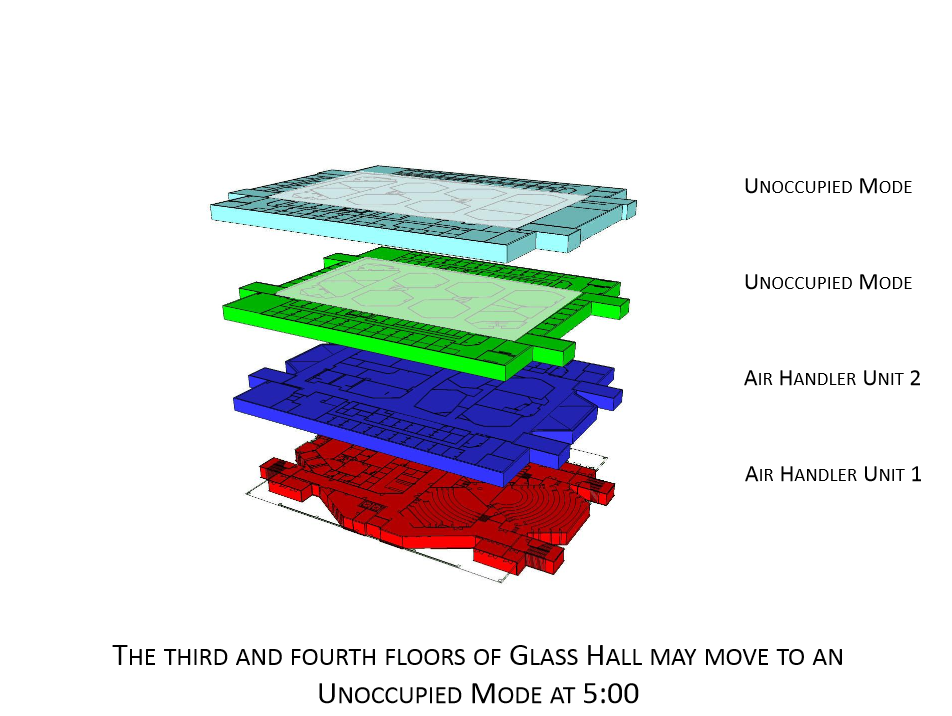 Unoccupied Mode
Unoccupied Mode
Air Handler Unit 2
Air Handler Unit 1
The third and fourth floors of Glass Hall may move to an
Unoccupied Mode at 5:00